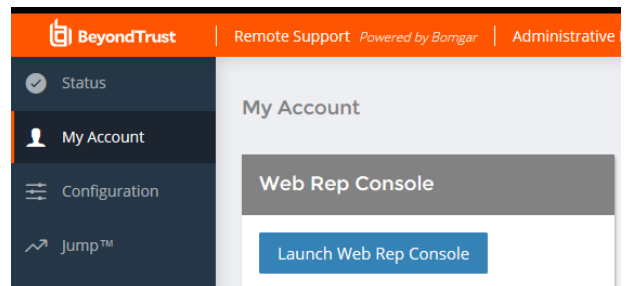 BeyondTrust
Remote Support Powered by Bomgar
Administrative
Status
My Account
Configuration
Jump™
My Account
Web Rep Console
Launch Web Rep Console